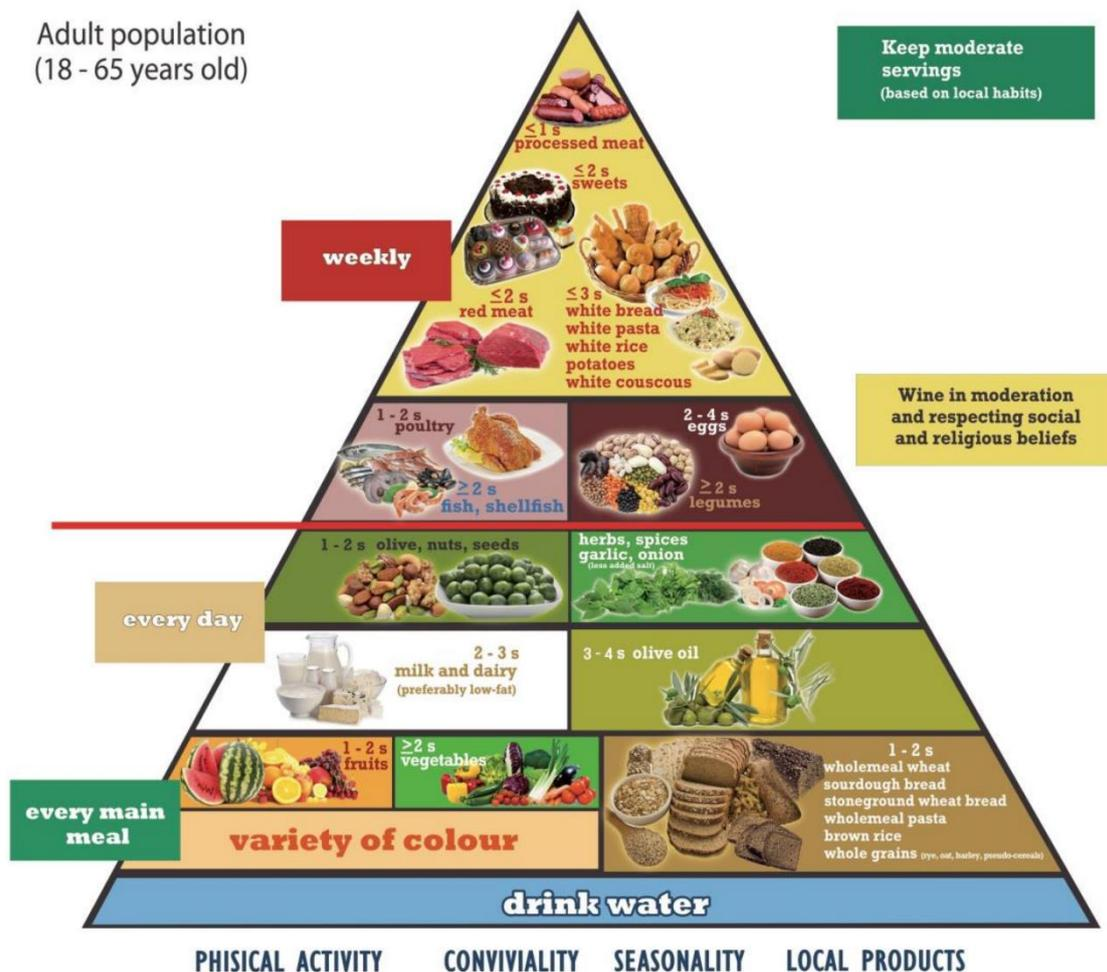 Adult population
(18 - 65 years old)
Keep moderate
servings
(based on local habits)
≤1 s
processed meat
≤2 s
sweets
weekly
≤2 s
red meat
≤3 s
white bread
white pasta
white rice
potatoes
white couscous
Wine in moderation
and respecting social
and religious beliefs
1 - 2 s
poultry
≥2 s
fish, shellfish
2 - 4 s
eggs
≥2 s
legumes
1 - 2 s olive, nuts, seeds
herbs, spices
garlic, onion
(less added salt)
every day
2 - 3 s
milk and dairy
(preferably low-fat)
3 - 4 s olive oil
every main
meal
1 - 2 s
fruits
≥2 s
vegetables
variety of colour
1 - 2 s
wholemeal wheat
sourdough bread
stoneground wheat bread
wholemeal pasta
brown rice
whole grains (rye, oat, barley, pseudo-cereals)
drink water
PHISICAL ACTIVITY CONVIVIALITY SEASONALITY LOCAL PRODUCTS